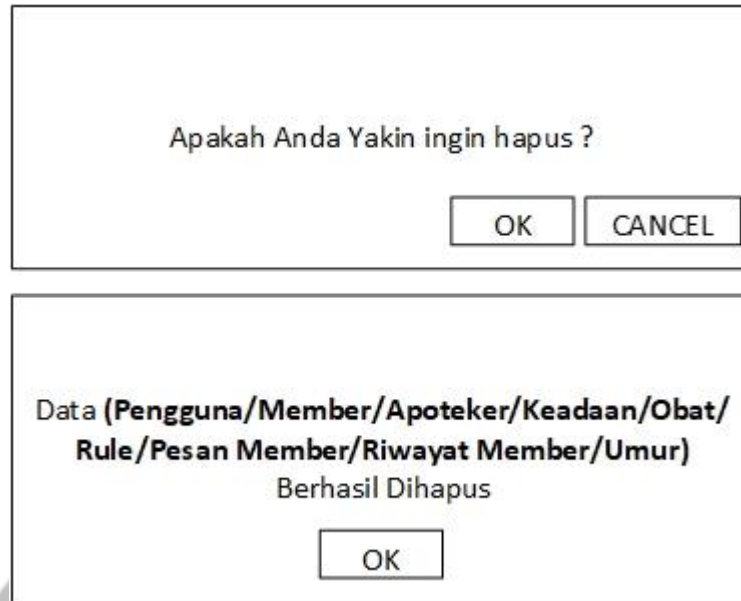 Apakah Anda Yakin ingin hapus ?
OK CANCEL
Data (Pengguna/Member/Apoteker/Keadaan/Obat/
Rule/Pesan Member/Riwayat Member/Umur)
Berhasil Dihapus
OK